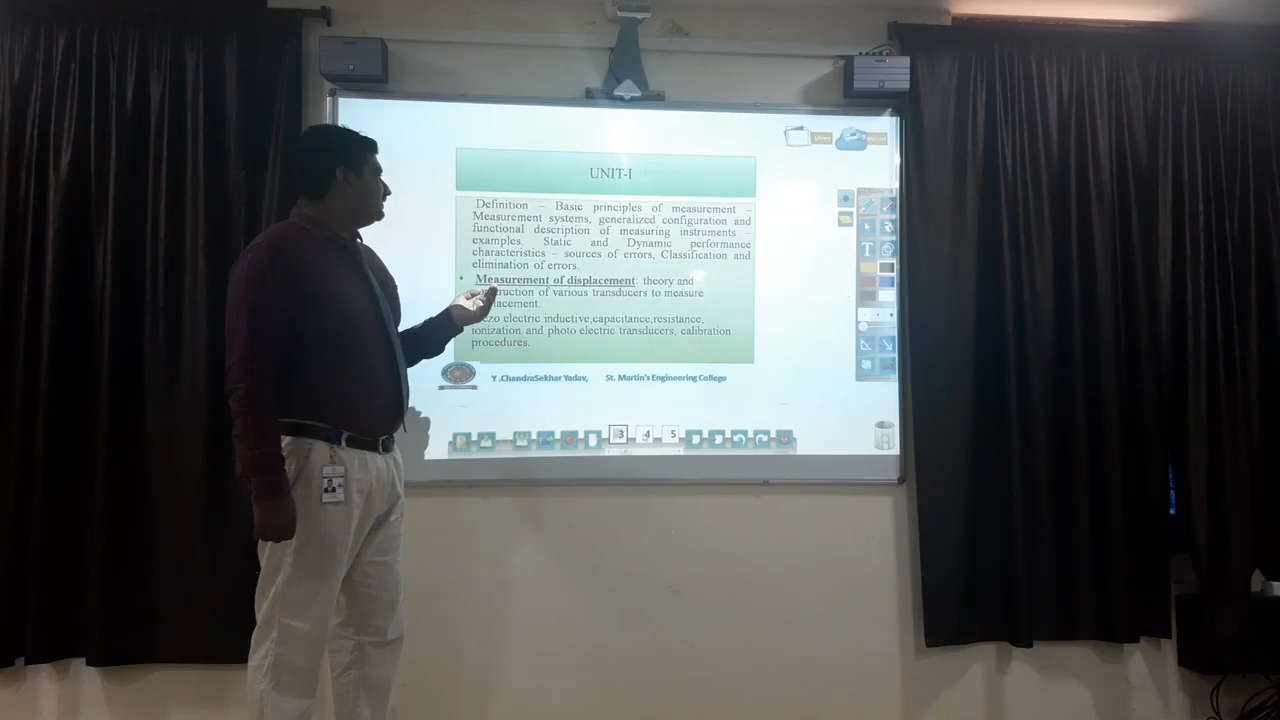 UNIT-I
Definition – Basic principles of measurement –
Measurement systems, generalized configuration and
functional description of measuring instruments –
examples. Static and Dynamic performance
characteristics – sources of errors, Classification and
elimination of errors.
• Measurement of displacement: theory and
of various transducers to measure
ezo electric inductive,capacitance,resistance,
ionization and photo electric transducers, calibration
procedures.
Y .ChandraSekhar Yadav, St. Martin's Engineering College
T
3 4 5